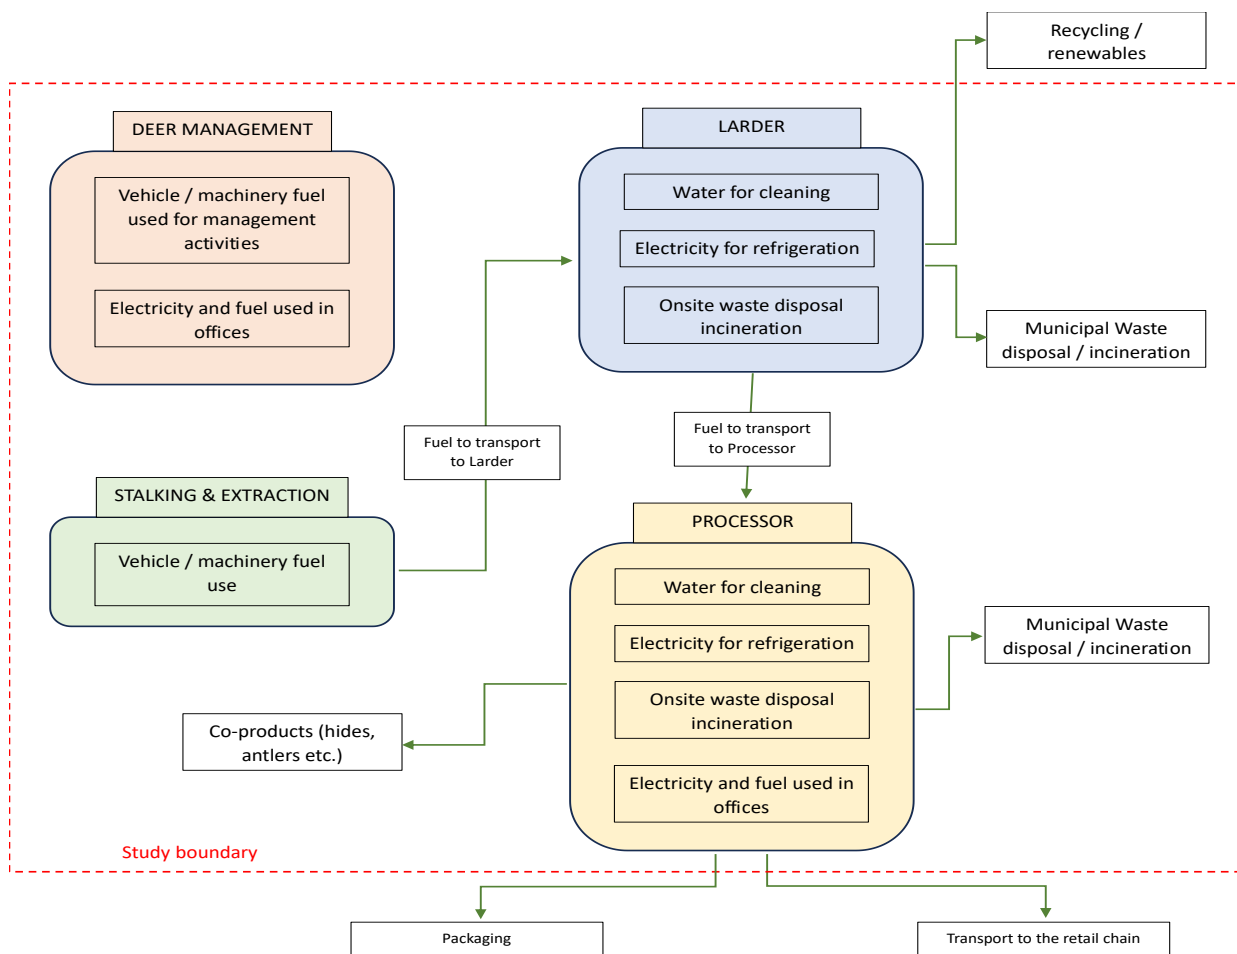 Recycling /
renewables
DEER MANAGEMENT
Vehicle / machinery fuel
used for management
activities
Electricity and fuel used in
offices
LARDER
Water for cleaning
Electricity for refrigeration
Onsite waste disposal
incineration
Municipal Waste
disposal / incineration
Fuel to transport
to Larder
Fuel to transport
to Processor
STALKING & EXTRACTION
Vehicle / machinery fuel
use
PROCESSOR
Water for cleaning
Electricity for refrigeration
Onsite waste disposal
incineration
Electricity and fuel used in
offices
Municipal Waste
disposal / incineration
Co-products (hides,
antlers etc.)
Study boundary
Packaging
Transport to the retail chain